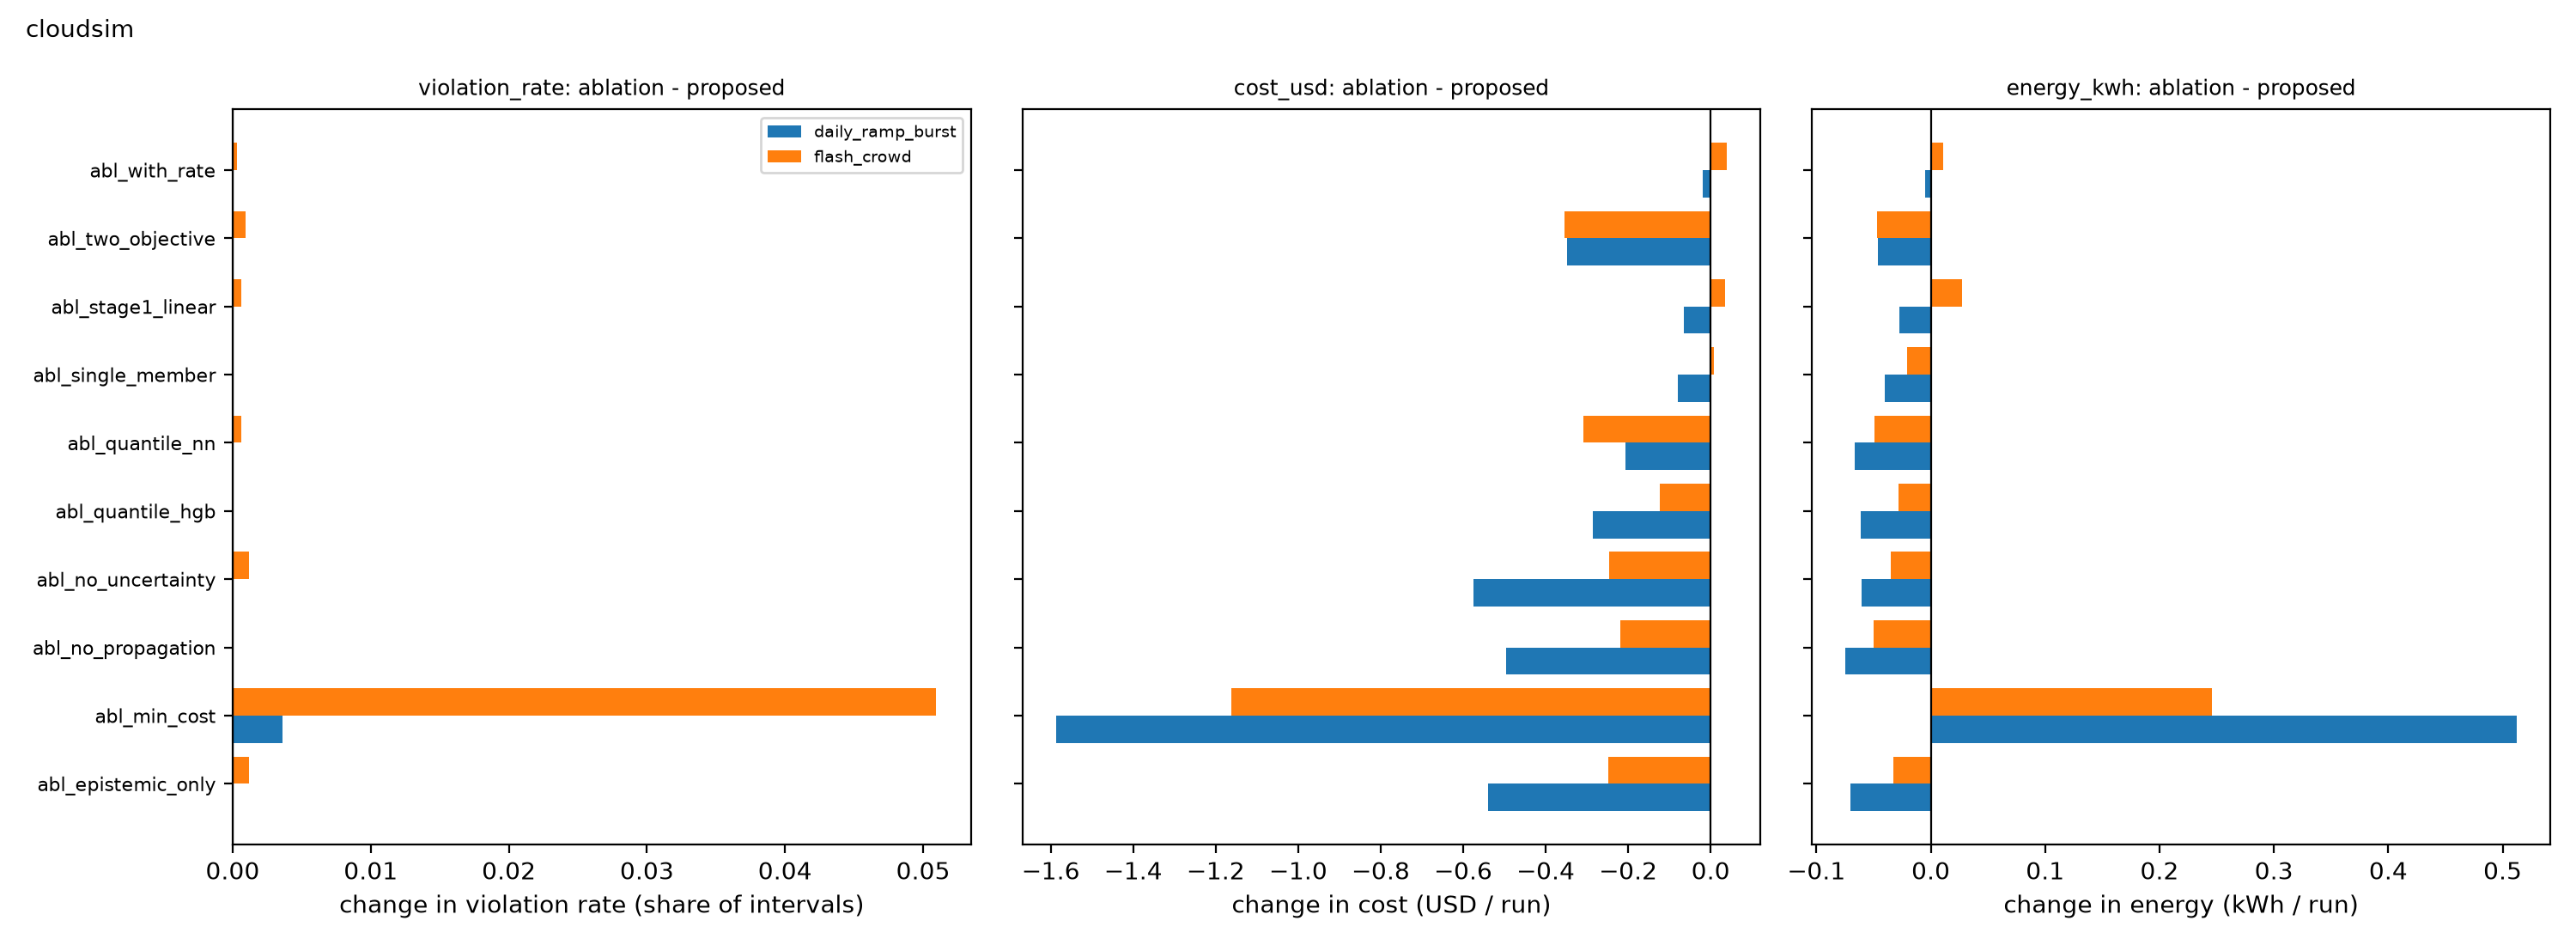 cloudsim
violation_rate: ablation - proposed
daily_ramp_burst
flash_crowd
abl_with_rate
abl_two_objective
abl_stage1_linear
abl_single_member
abl_quantile_nn
abl_quantile_hgb
abl_no_uncertainty
abl_no_propagation
abl_min_cost
abl_epistemic_only
0.00 0.01 0.02 0.03 0.04 0.05
change in violation rate (share of intervals)
cost_usd: ablation - proposed
−1.6 −1.4 −1.2 −1.0 −0.8 −0.6 −0.4 −0.2 0.0
change in cost (USD / run)
energy_kwh: ablation - proposed
−0.1 0.0 0.1 0.2 0.3 0.4 0.5
change in energy (kWh / run)